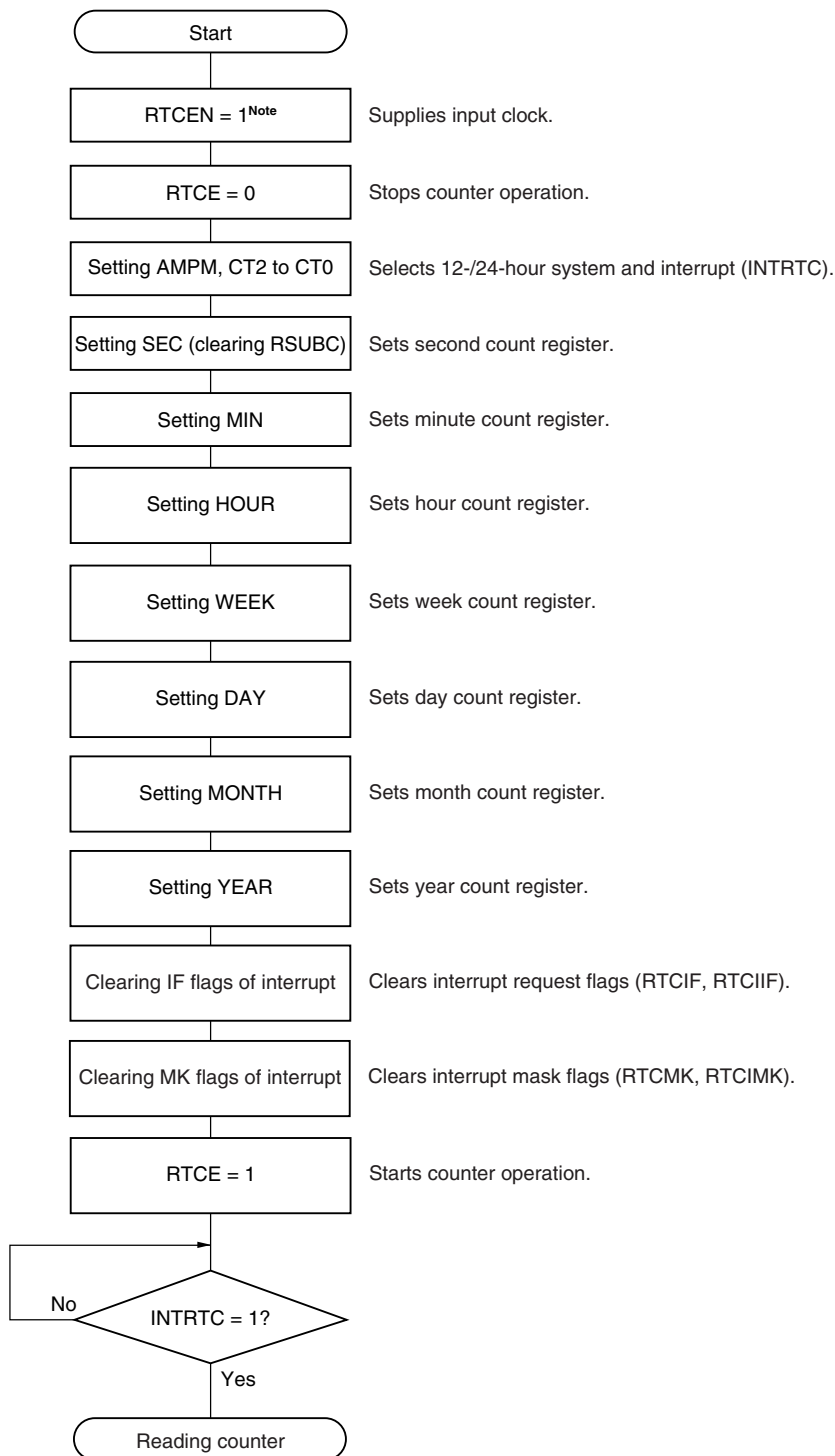 Start
RTCEN = 1Note Supplies input clock.
RTCE = 0 Stops counter operation.
Setting AMPM, CT2 to CT0 Selects 12-/24-hour system and interrupt (INTRTC).
Setting SEC (clearing RSUBC) Sets second count register.
Setting MIN Sets minute count register.
Setting HOUR Sets hour count register.
Setting WEEK Sets week count register.
Setting DAY Sets day count register.
Setting MONTH Sets month count register.
Setting YEAR Sets year count register.
Clearing IF flags of interrupt Clears interrupt request flags (RTCIF, RTCIIF).
Clearing MK flags of interrupt Clears interrupt mask flags (RTCMK, RTCIMK).
RTCE = 1 Starts counter operation.
No
INTRTC = 1?
Yes
Reading counter